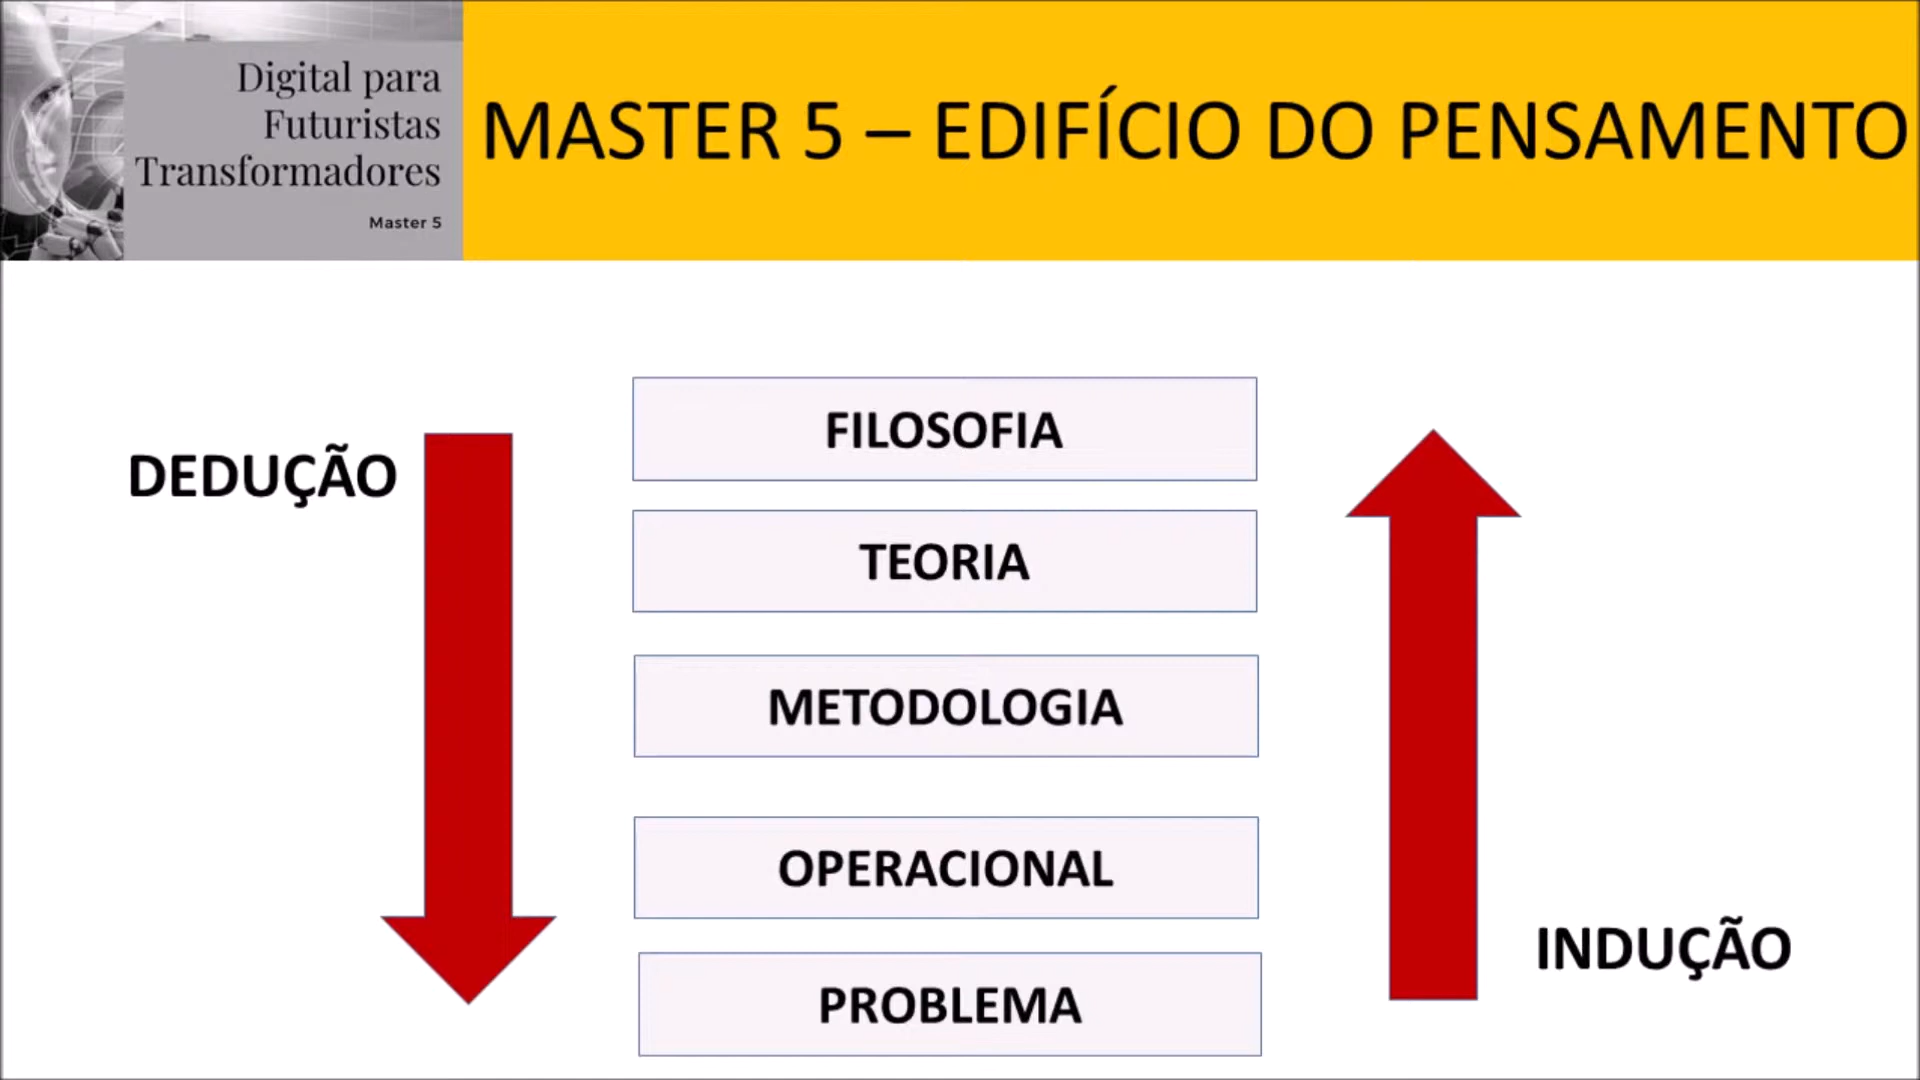 Digital para
Futuristas
Transformadores
Master 5
MASTER 5 – EDIFÍCIO DO PENSAMENTO
FILOSOFIA
DEDUÇÃO
TEORIA
METODOLOGIA
OPERACIONAL
INDUÇÃO
PROBLEMA